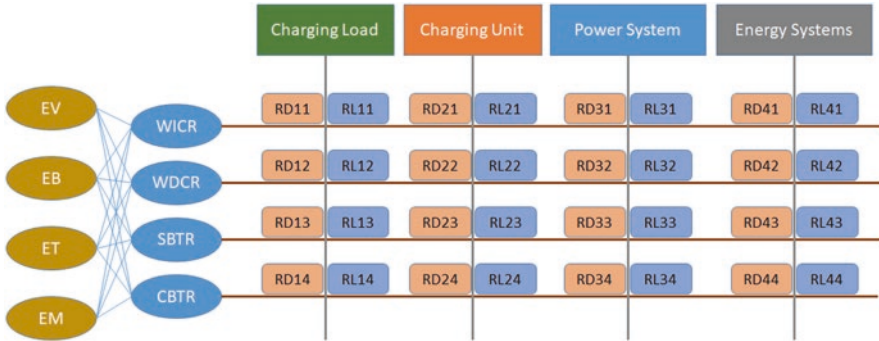 Charging Load Charging Unit Power System Energy Systems
EV
WICR RD11 RL11 RD21 RL21 RD31 RL31 RD41 RL41
EB
WDCR RD12 RL12 RD22 RL22 RD32 RL32 RD42 RL42
ET
SBTR RD13 RL13 RD23 RL23 RD33 RL33 RD43 RL43
EM
CBTR RD14 RL14 RD24 RL24 RD34 RL34 RD44 RL44